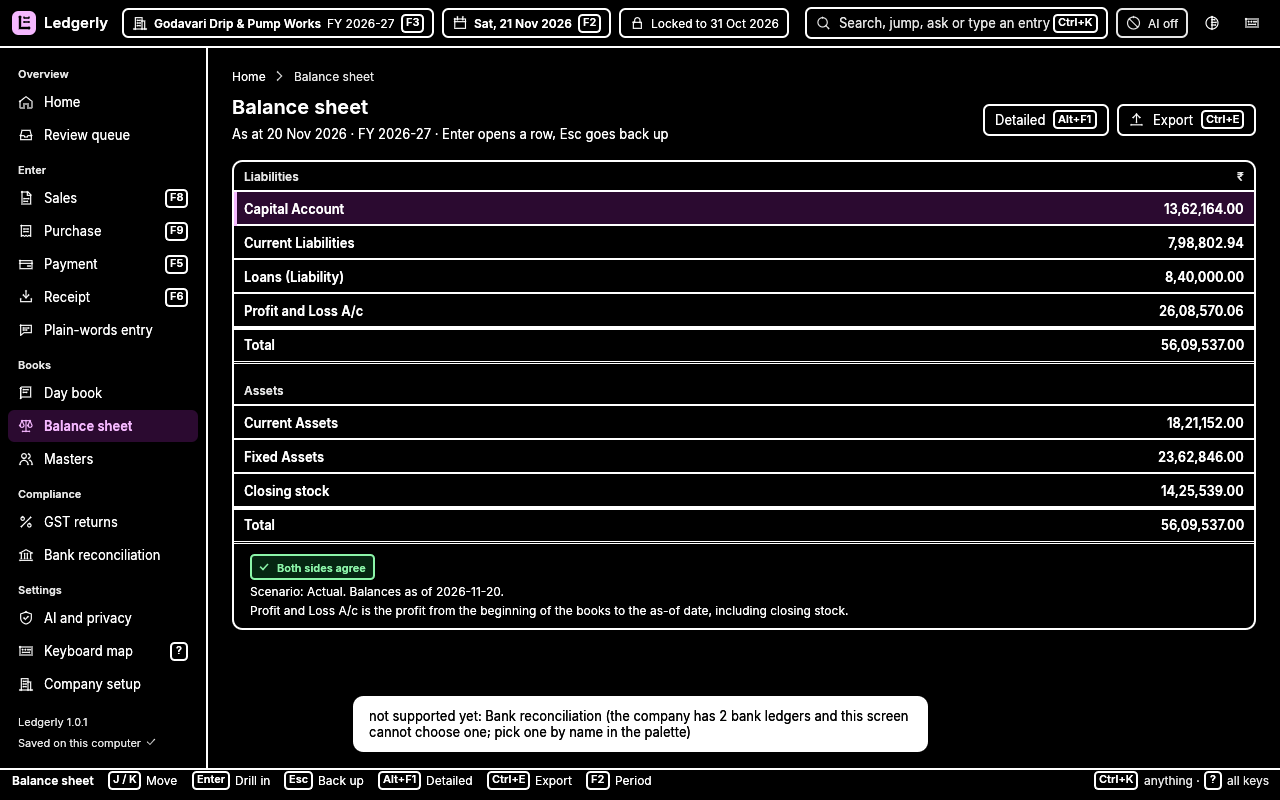 Ledgerly
Godavari Drip & Pump Works FY 2026-27 F3
Sat, 21 Nov 2026 F2
Locked to 31 Oct 2026
Search, jump, ask or type an entry Ctrl+K
AI off
Overview
Home
Review queue
Enter
Sales F8
Purchase F9
Payment F5
Receipt F6
Plain-words entry
Books
Day book
Balance sheet
Masters
Compliance
GST returns
Bank reconciliation
Settings
AI and privacy
Keyboard map ?
Company setup
Ledgerly 1.0.1
Saved on this computer
Home > Balance sheet
Balance sheet
As at 20 Nov 2026 · FY 2026-27 · Enter opens a row, Esc goes back up
Detailed Alt+F1
Export Ctrl+E
Liabilities ₹
Capital Account 13,62,164.00
Current Liabilities 7,98,802.94
Loans (Liability) 8,40,000.00
Profit and Loss A/c 26,08,570.06
Total 56,09,537.00
Assets
Current Assets 18,21,152.00
Fixed Assets 23,62,846.00
Closing stock 14,25,539.00
Total 56,09,537.00
Both sides agree
Scenario: Actual. Balances as of 2026-11-20.
Profit and Loss A/c is the profit from the beginning of the books to the as-of date, including closing stock.
not supported yet: Bank reconciliation (the company has 2 bank ledgers and this screen
cannot choose one; pick one by name in the palette)
Balance sheet J / K Move Enter Drill in Esc Back up Alt+F1 Detailed Ctrl+E Export F2 Period Ctrl+K anything · ? all keys